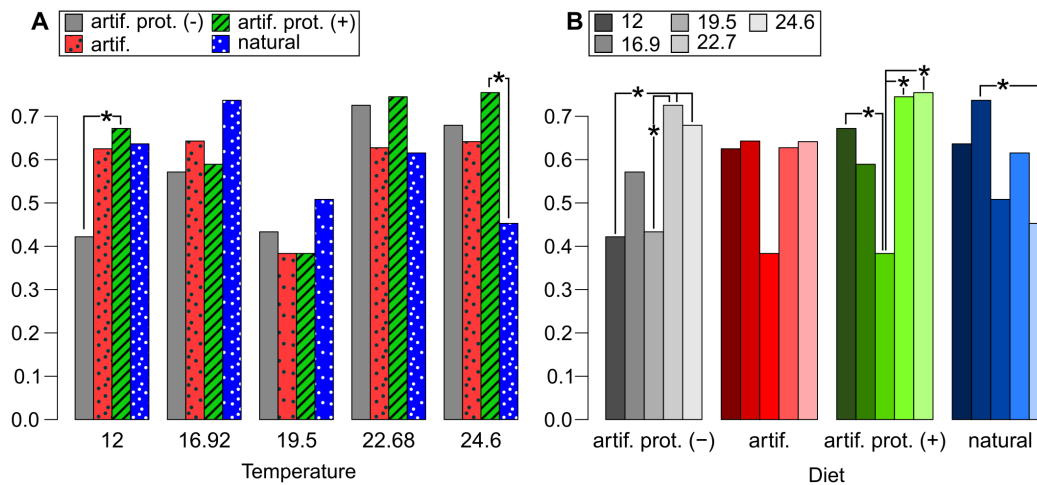 A
artif. prot. (-)
artif. prot. (+)
artif.
natural
*
*
0.7
0.6
0.5
0.4
0.3
0.2
0.1
0.0
12
16.92
19.5
22.68
24.6
Temperature
B
12
19.5
24.6
16.9
22.7
*
*
*
*
*
*
0.7
0.6
0.5
0.4
0.3
0.2
0.1
0.0
artif. prot. (−)
artif.
artif. prot. (+)
natural
Diet